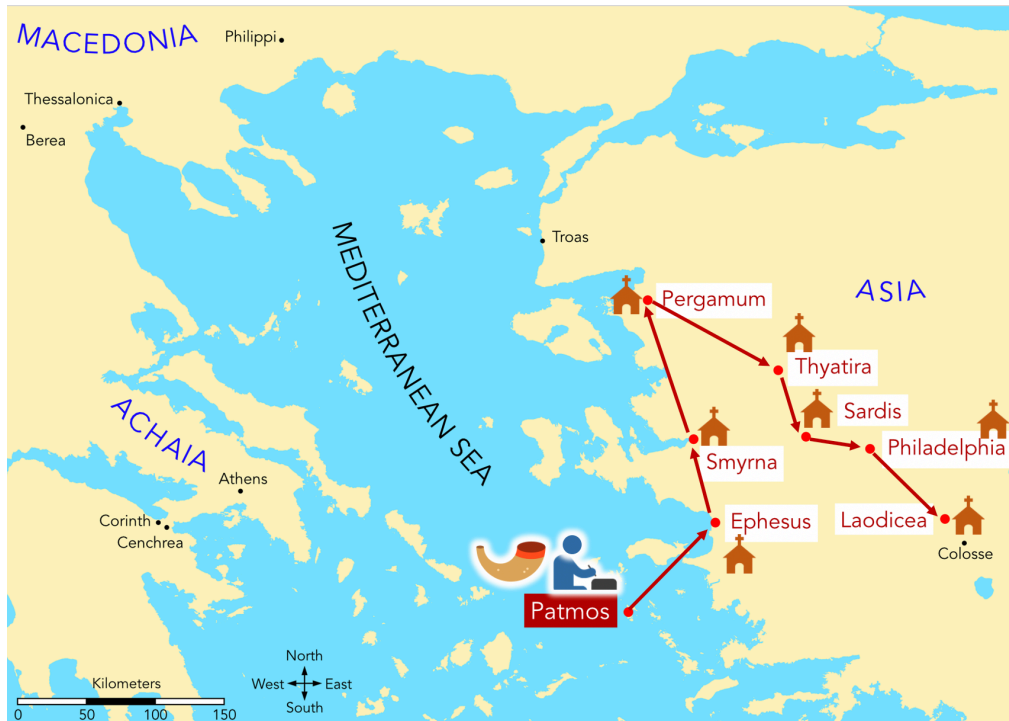 MACEDONIA
Philippi
Thessalonica
Berea
Troas
MEDITERRANEAN SEA
Pergamum
ASIA
Thyatira
Sardis
Philadelphia
Smyrna
ACHAIA
Athens
Corinth
Cenchrea
Ephesus
Laodicea
Colosse
Patmos
North
West East
South
Kilometers
0 50 100 150